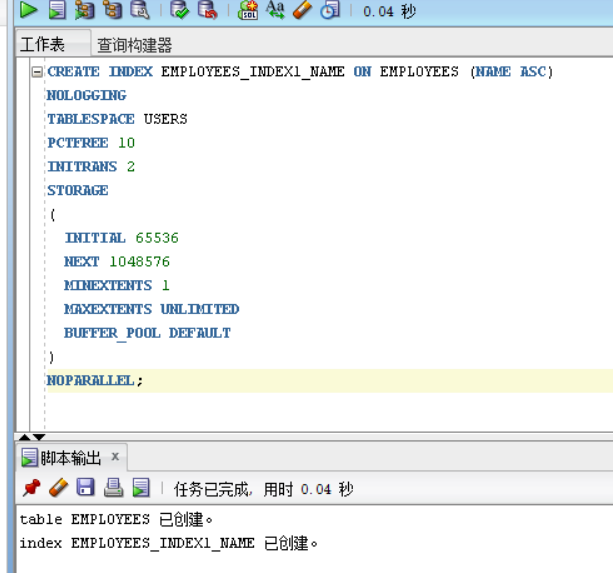 0.04 秒
工作表 查询构建器
CREATE INDEX EMPLOYEES_INDEX1_NAME ON EMPLOYEES (NAME ASC)
NOLOGGING
TABLESPACE USERS
PCTFREE 10
INITRANS 2
STORAGE
(
INITIAL 65536
NEXT 1048576
MINEXTENTS 1
MAXEXTENTS UNLIMITED
BUFFER_POOL DEFAULT
)
NOPARALLEL;
脚本输出 x
任务已完成, 用时 0.04 秒
table EMPLOYEES 已创建。
index EMPLOYEES_INDEX1_NAME 已创建。